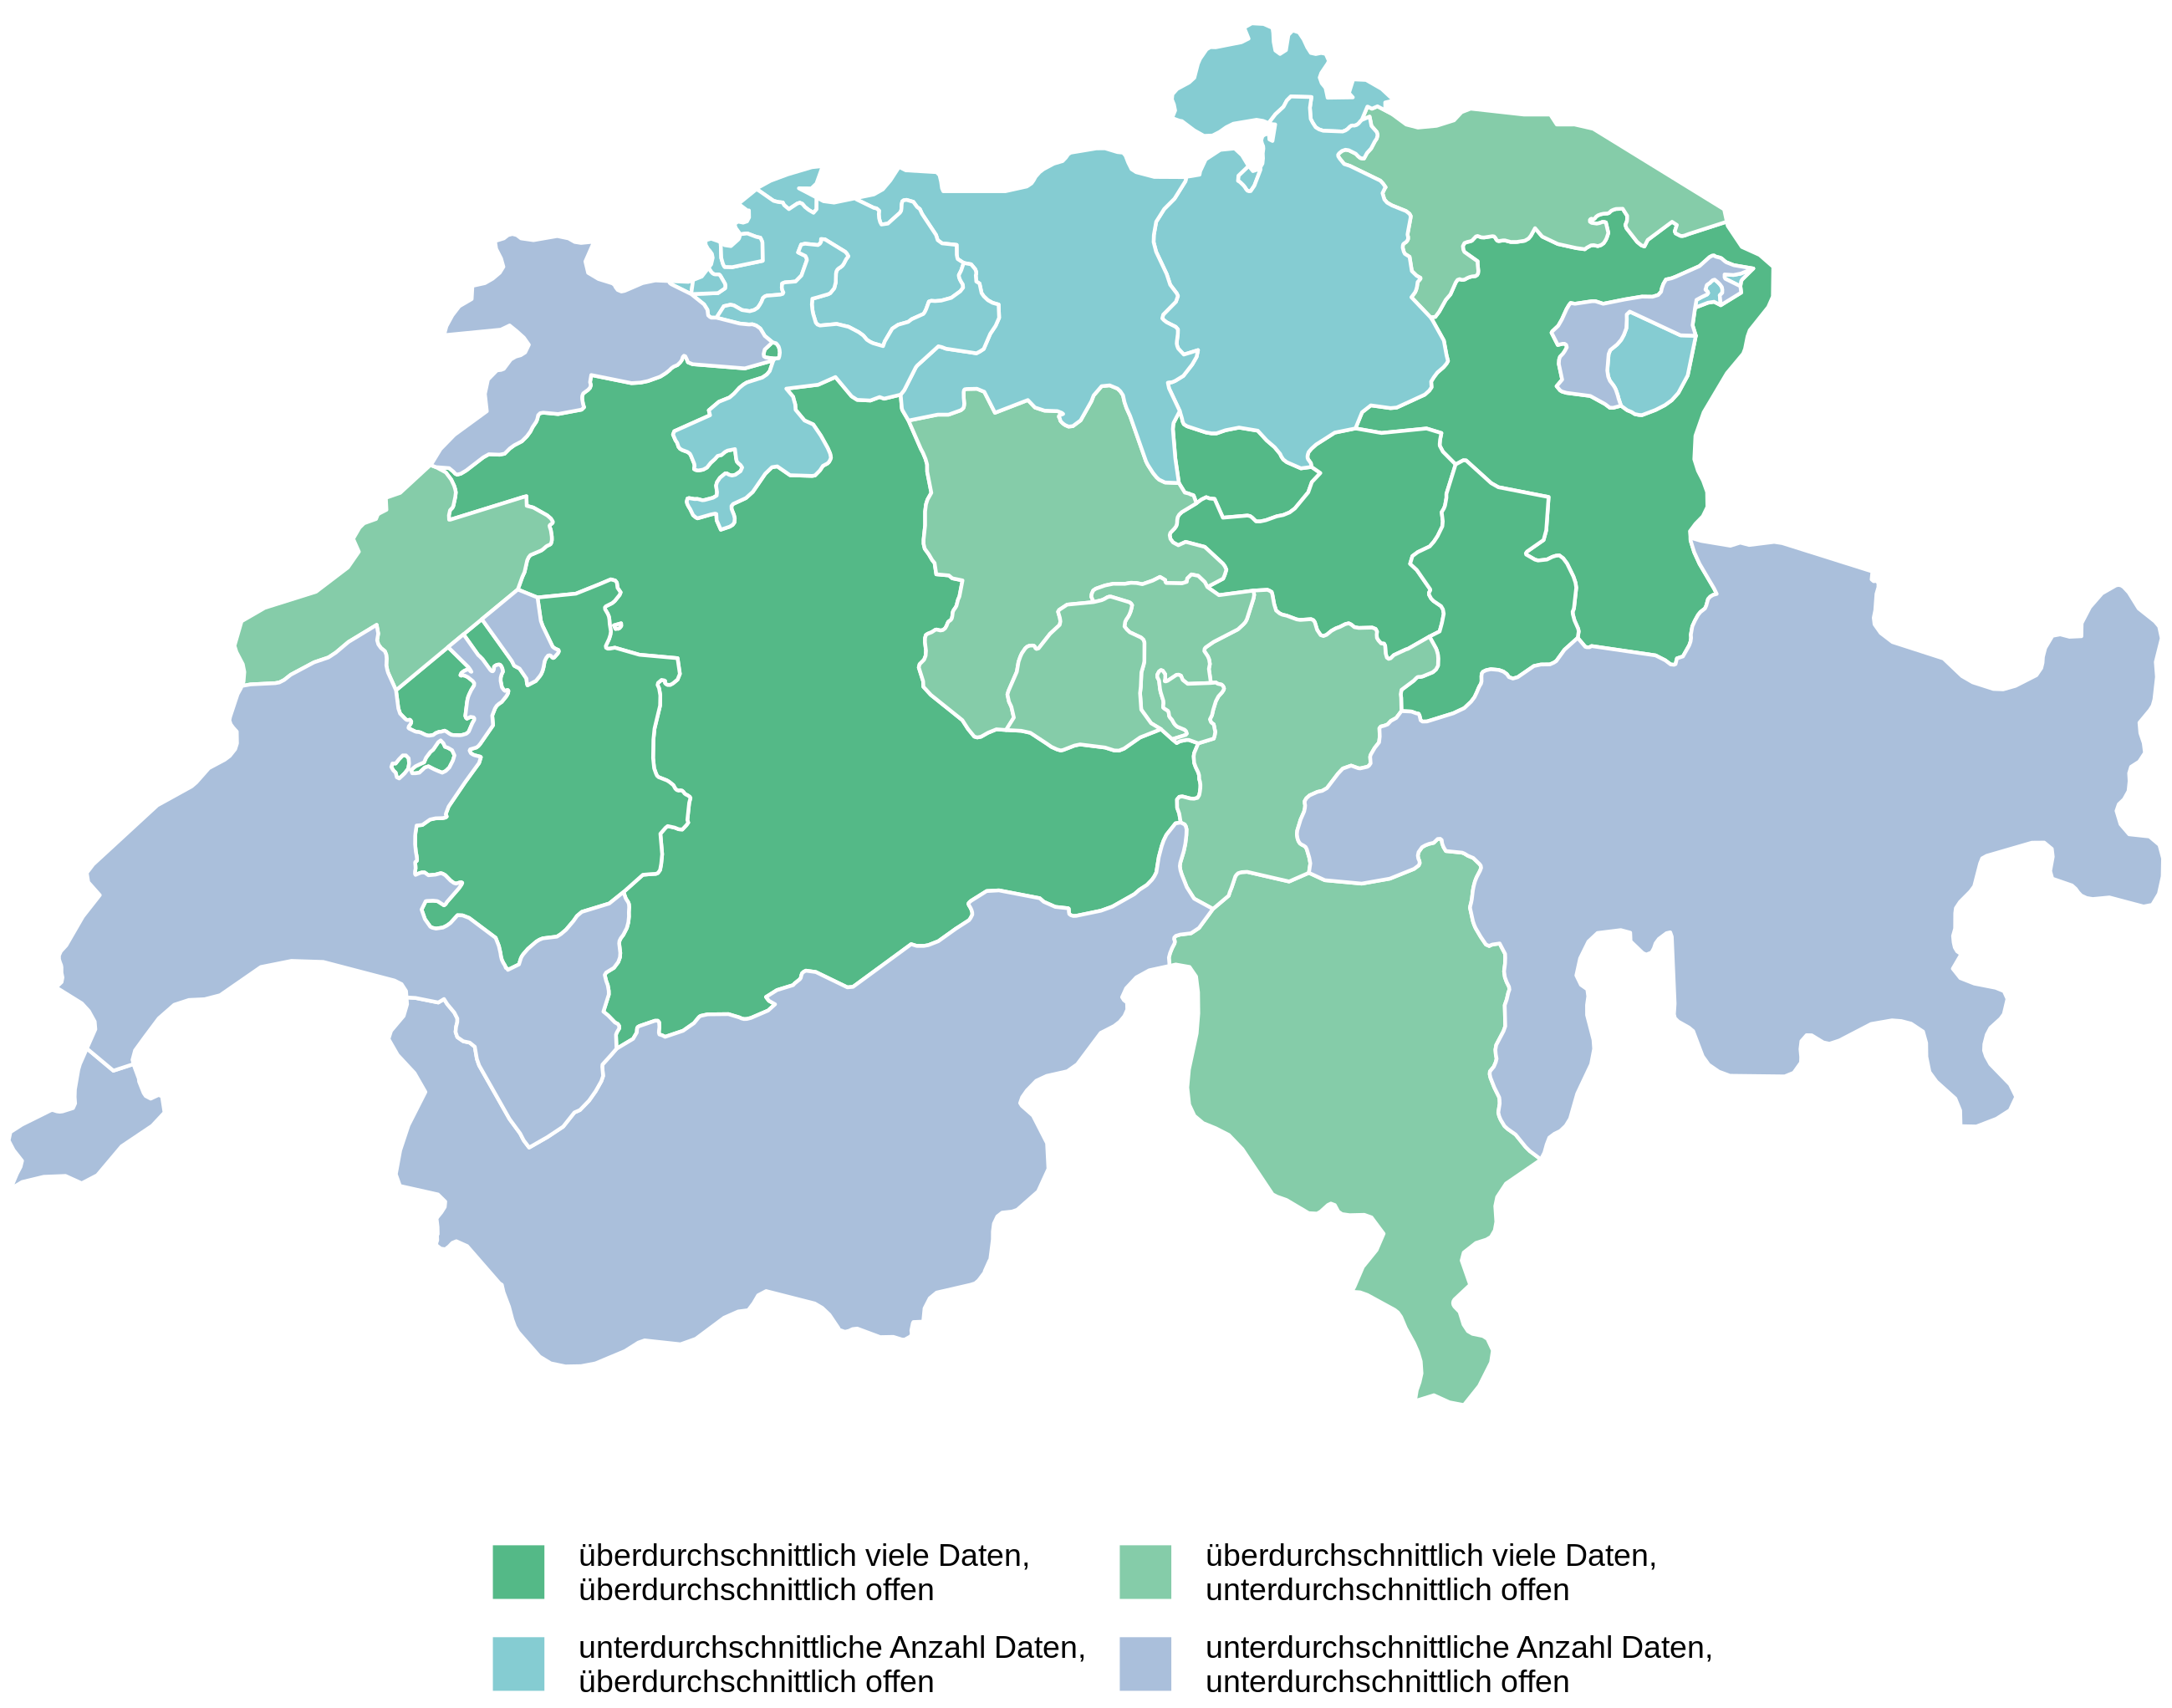 überdurchschnittlich viele Daten,
überdurchschnittlich offen
überdurchschnittlich viele Daten,
unterdurchschnittlich offen
unterdurchschnittliche Anzahl Daten,
überdurchschnittlich offen
unterdurchschnittliche Anzahl Daten,
unterdurchschnittlich offen